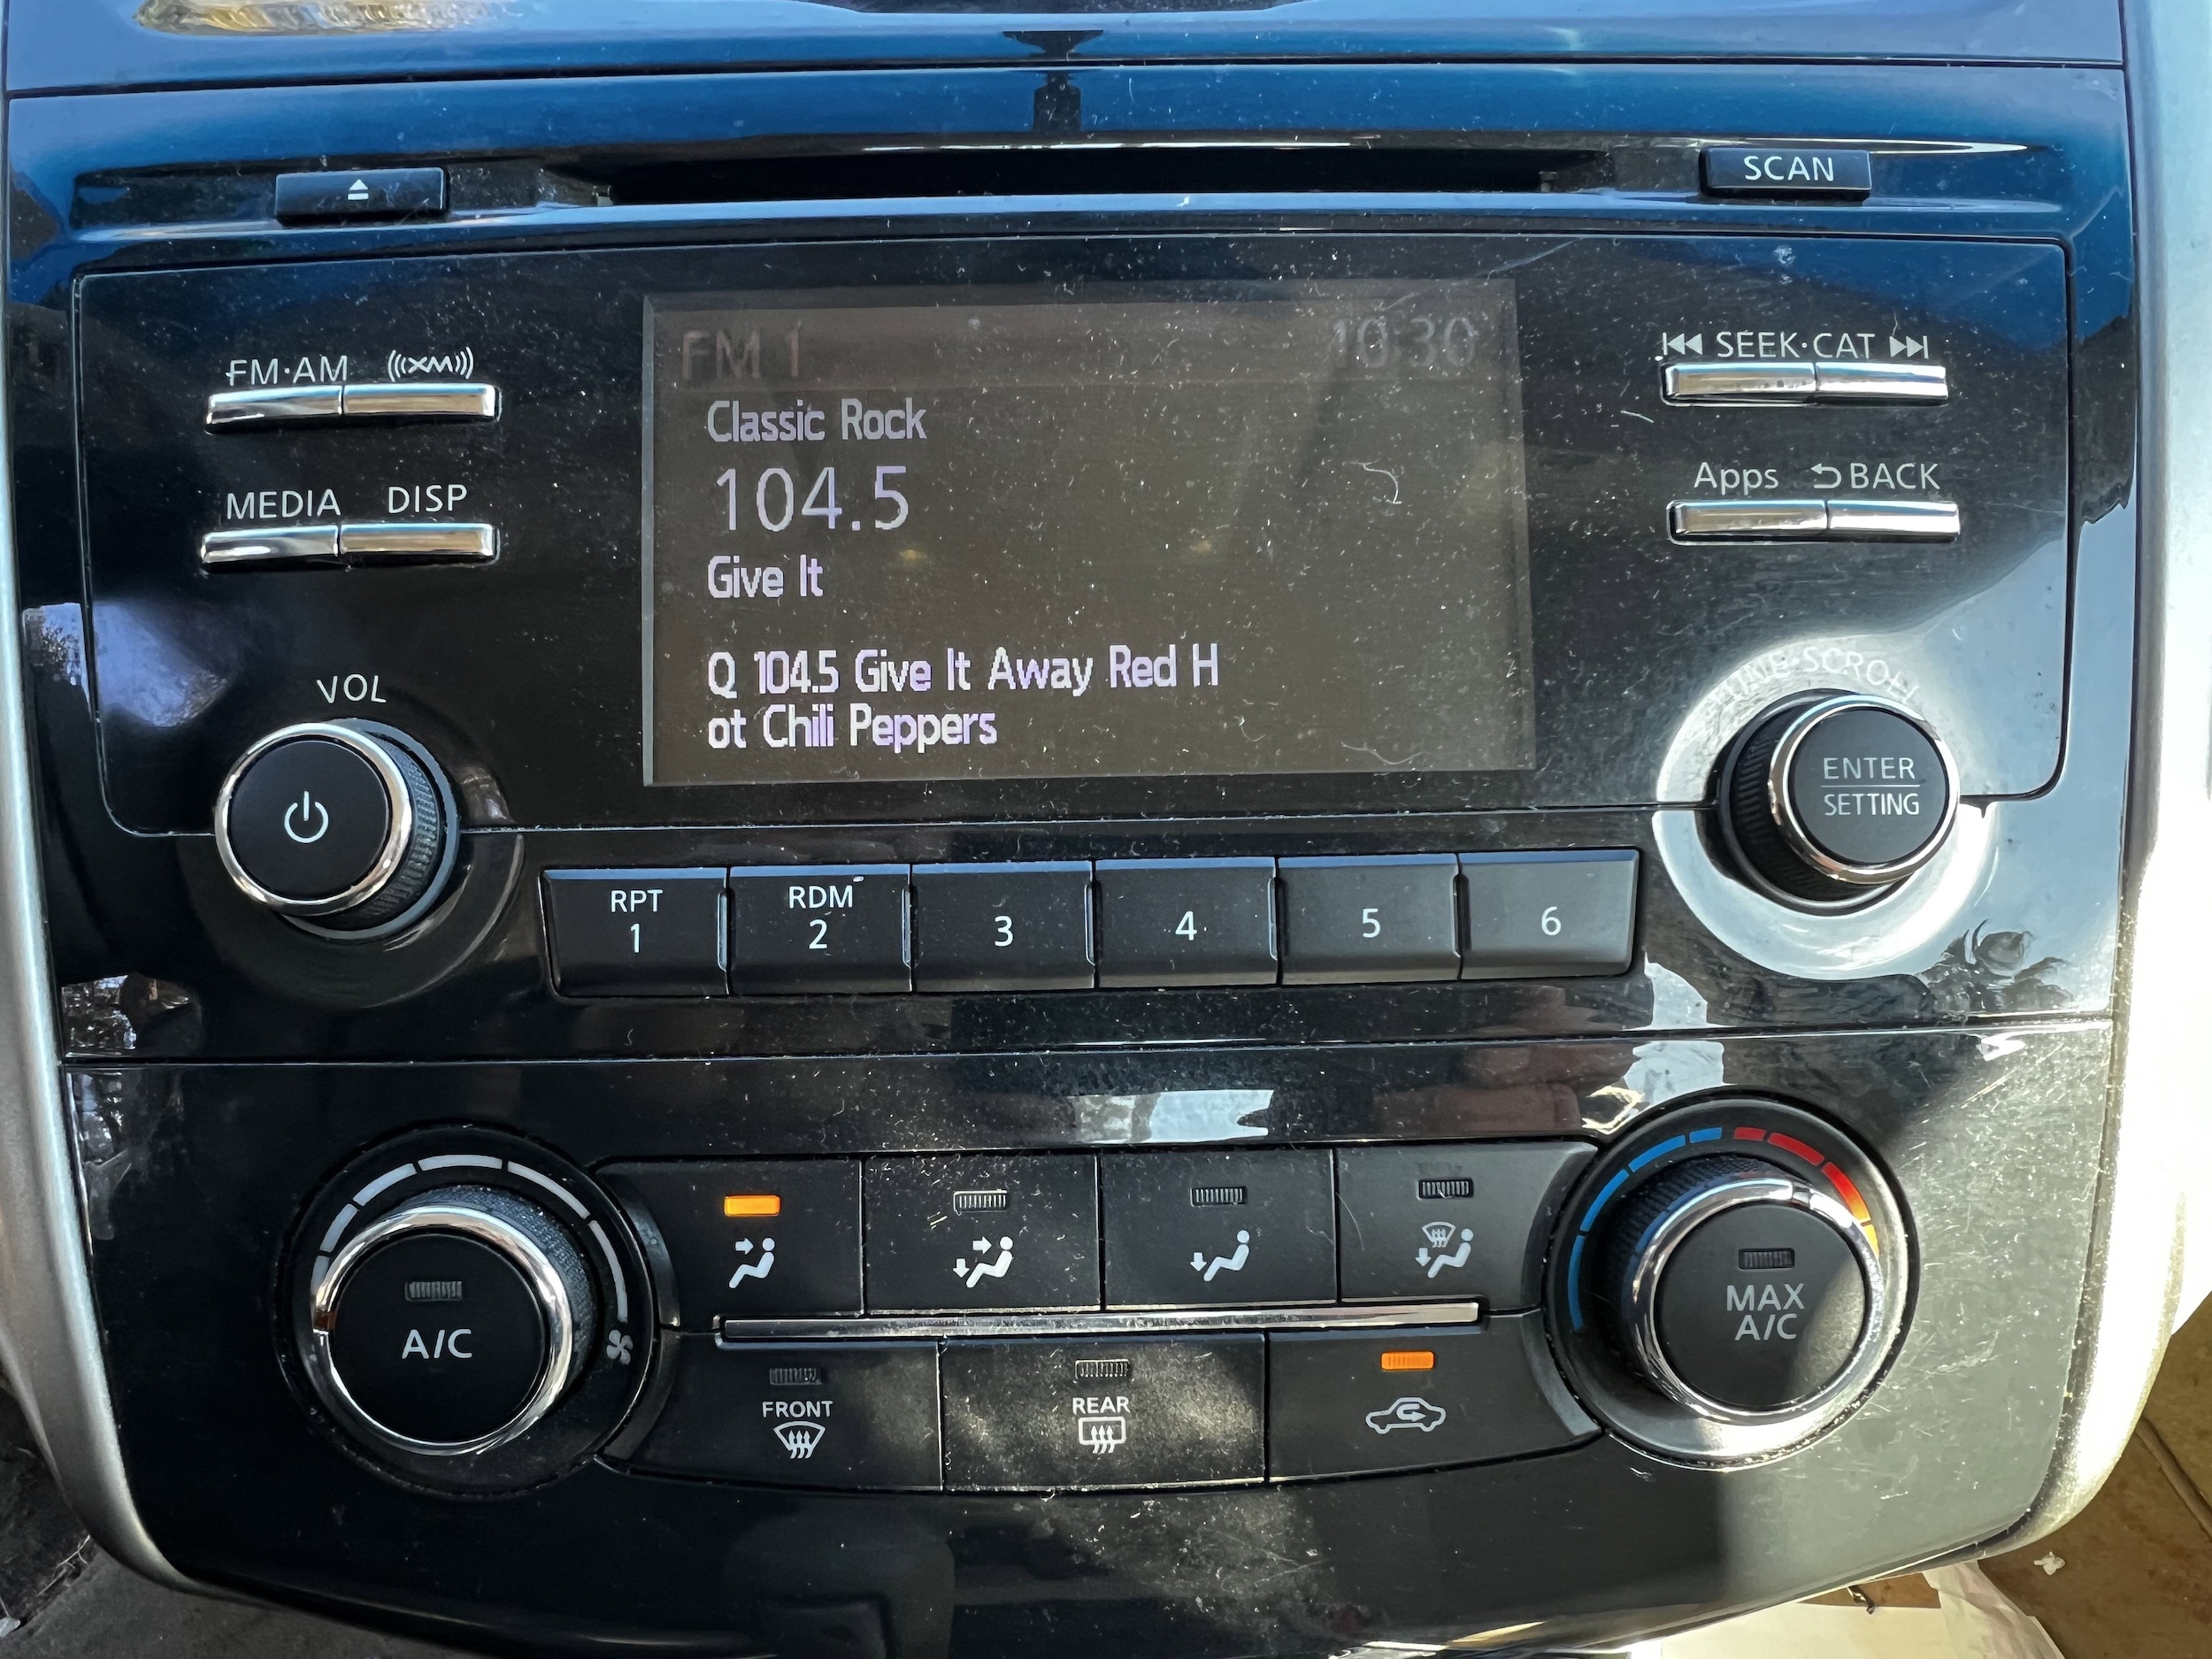 SCAN
FM·AM
XM
MEDIA
DISP
VOL
FM 1
10:30
Classic Rock
104.5
Give It
Q 104.5 Give It Away Red H
ot Chili Peppers
SEEK·CAT
Apps
BACK
TUNE·SCROLL
ENTER
SETTING
RPT
1
RDM
2
3
4
5
6
A/C
FRONT
REAR
MAX
A/C